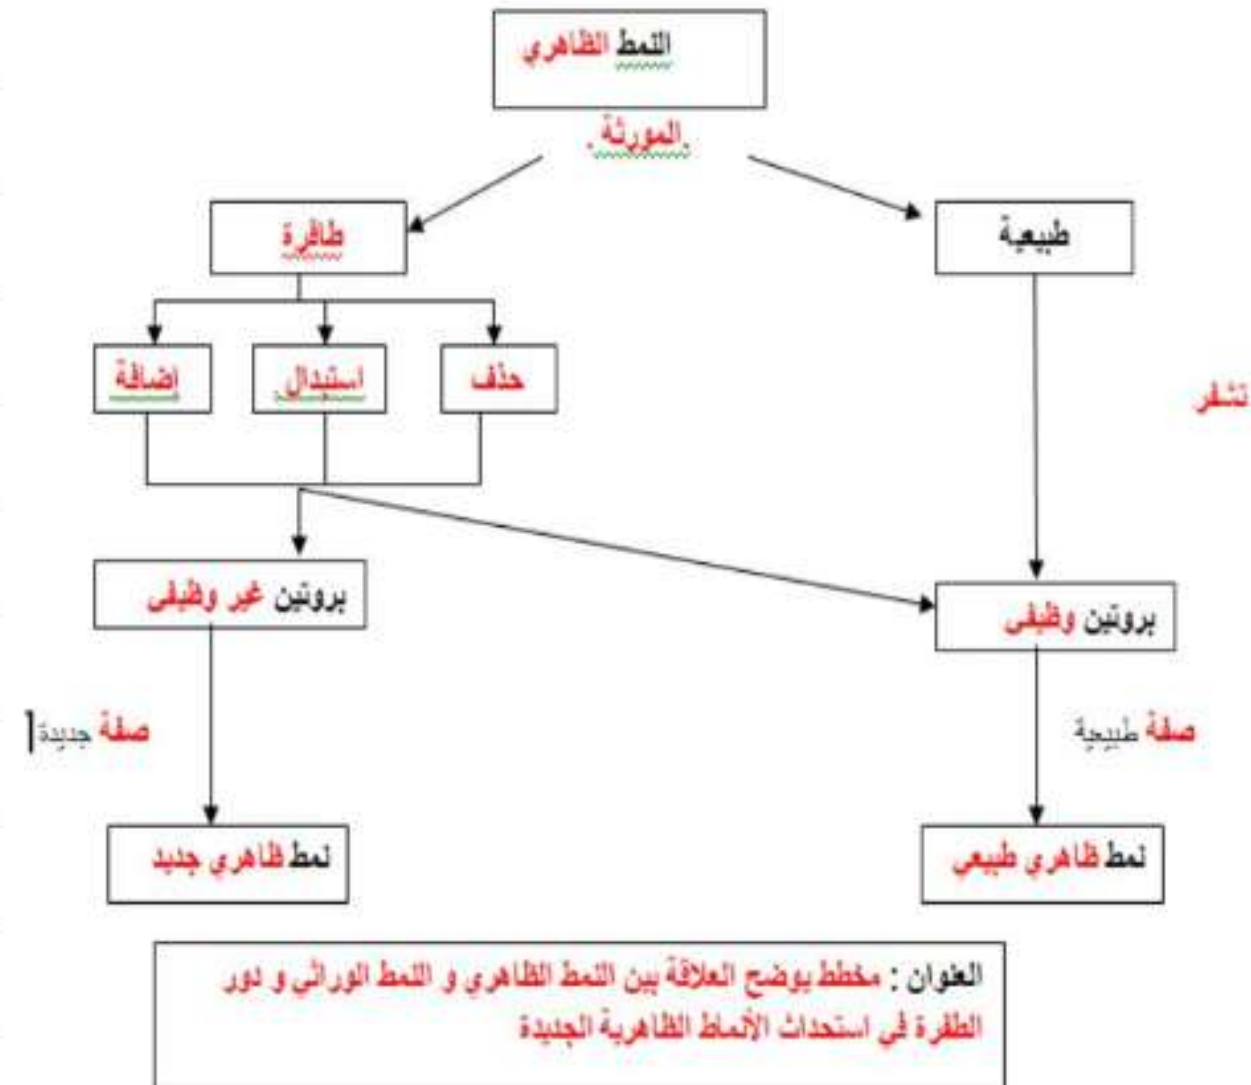 النمط الظاهري
.المورثة.
طبيعية
طافرة
حذف
استبدال
إضافة
تشفر
بروتين وظيفي
بروتين غير وظيفي
صفة طبيعية
صفة جديدة
نمط ظاهري طبيعي
نمط ظاهري جديد
العنوان : مخطط يوضح العلاقة بين النمط الظاهري و النمط الوراثي و دور
الطفرة في استحداث الأنماط الظاهرية الجديدة